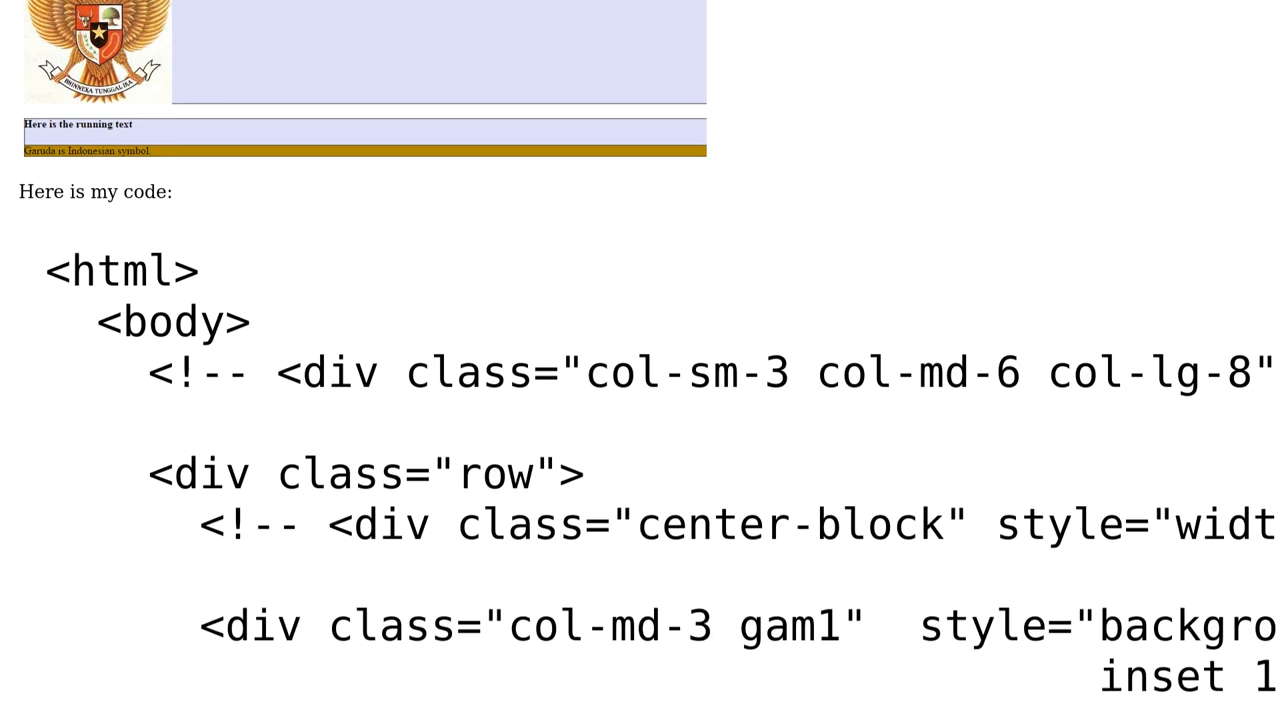 BHINNEKA TUNGGAL IKA
Here is the running text
Garuda is Indonesian symbol.
Here is my code:
<html>
<body>
<!-- <div class="col-sm-3 col-md-6 col-lg-8"
<div class="row">
<!-- <div class="center-block" style="widt
<div class="col-md-3 gam1"  style="backgro
inset 1